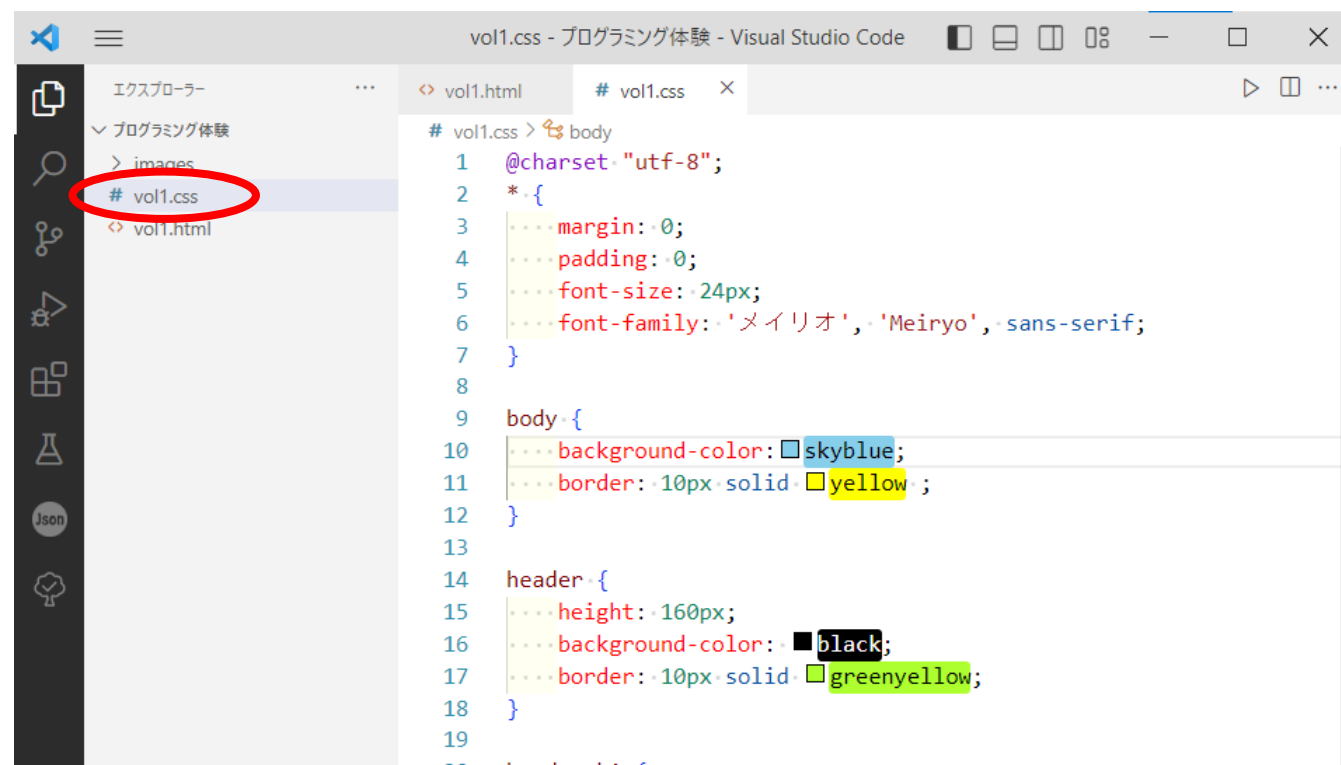 vol1.css - プログラミング体験 - Visual Studio Code
エクスプローラー
プログラミング体験
images
# vol1.css
<> vol1.html
<> vol1.html
# vol1.css
# vol1.css > body
1 @charset "utf-8";
2 * {
3 margin: 0;
4 padding: 0;
5 font-size: 24px;
6 font-family: 'メイリオ', 'Meiryo', sans-serif;
7 }
8
9 body {
10 background-color: skyblue;
11 border: 10px solid yellow ;
12 }
13
14 header {
15 height: 160px;
16 background-color: black;
17 border: 10px solid greenyellow;
18 }
19
Json